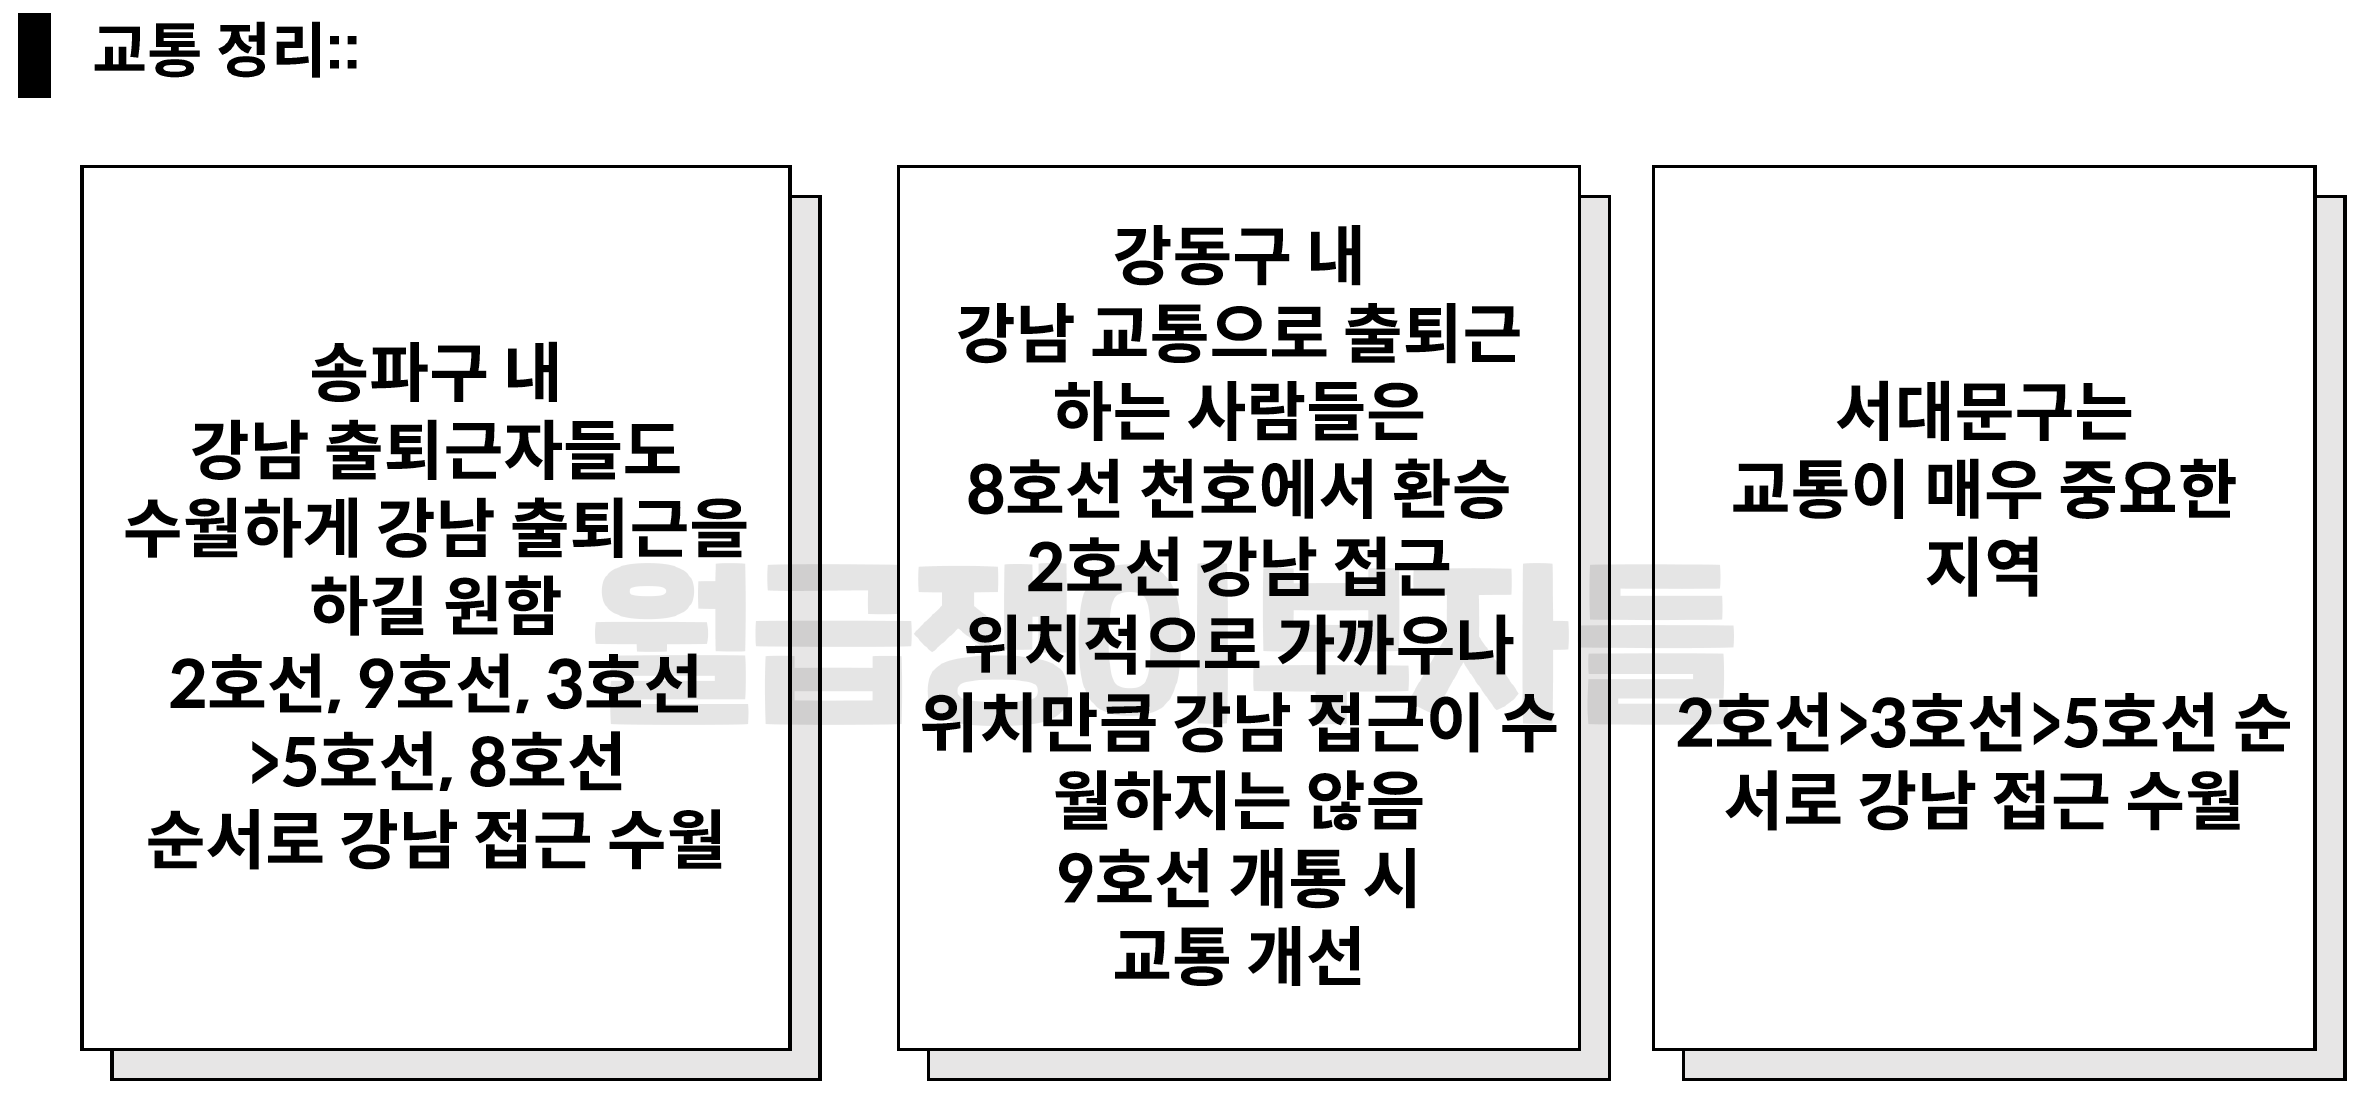 교통 정리::
송파구 내
강남 출퇴근자들도
수월하게 강남 출퇴근을
하길 원함
2호선, 9호선, 3호선
>5호선, 8호선
순서로 강남 접근 수월
강동구 내
강남 교통으로 출퇴근
하는 사람들은
8호선 천호에서 환승
2호선 강남 접근
위치적으로 가까우나
위치만큼 강남 접근이 수
월하지는 않음
9호선 개통 시
교통 개선
서대문구는
교통이 매우 중요한
지역
2호선>3호선>5호선 순
서로 강남 접근 수월
월급쟁이부자들